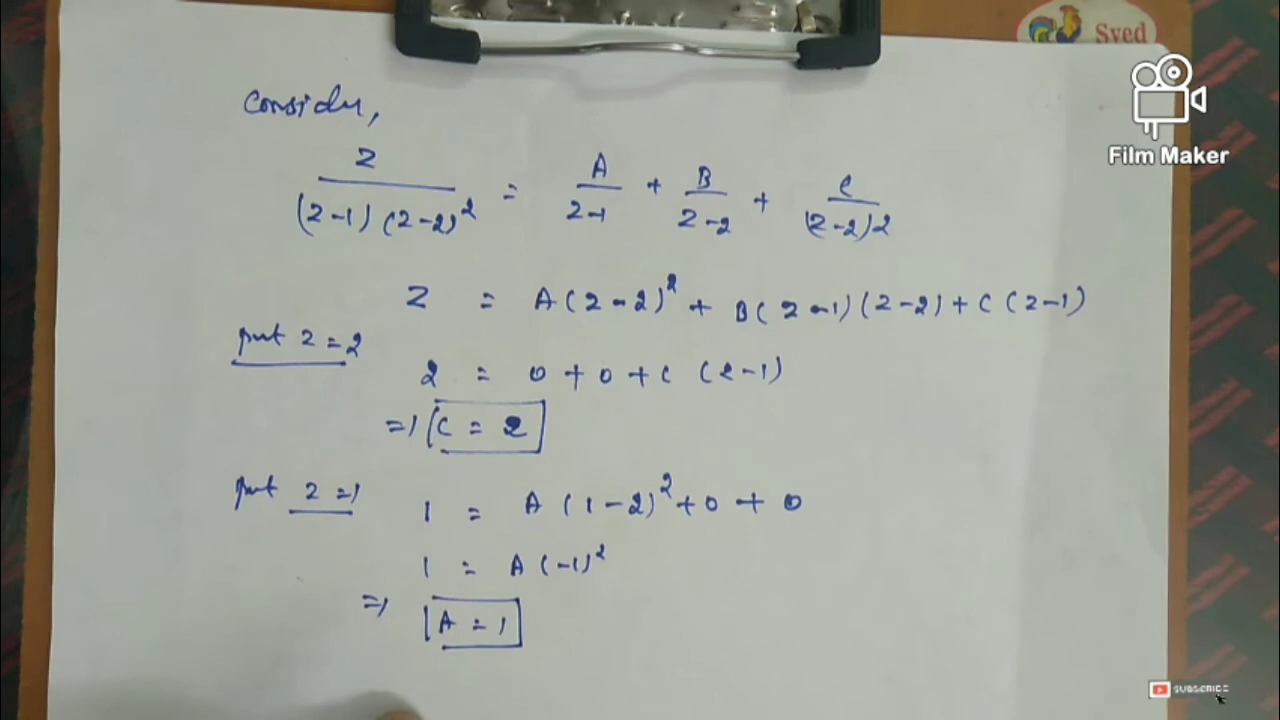 Syed
Film Maker
Consider,
z/((z-1)(z-2)²) = A/(z-1) + B/(z-2) + C/(z-2)2
z = A(z-2)² + B(z-1)(z-2) + C(z-1)
put z=2
2 = 0 + 0 + C (2-1)
=) C = 2
put z=1
1 = A (1-2)² + 0 + 0
1 = A (-1)²
=) A = 1
SUBSCRIBE